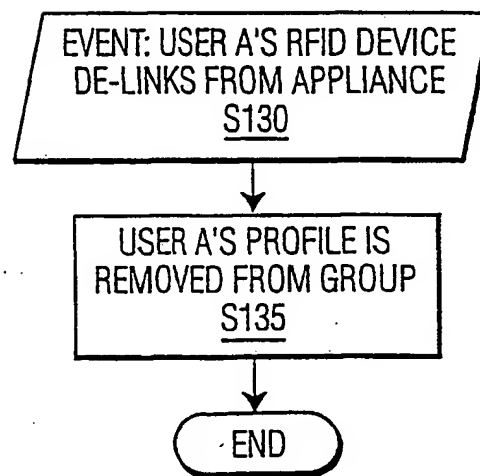 EVENT: USER A'S RFID DEVICE
DE-LINKS FROM APPLIANCE
S130
USER A'S PROFILE IS
REMOVED FROM GROUP
S135
END